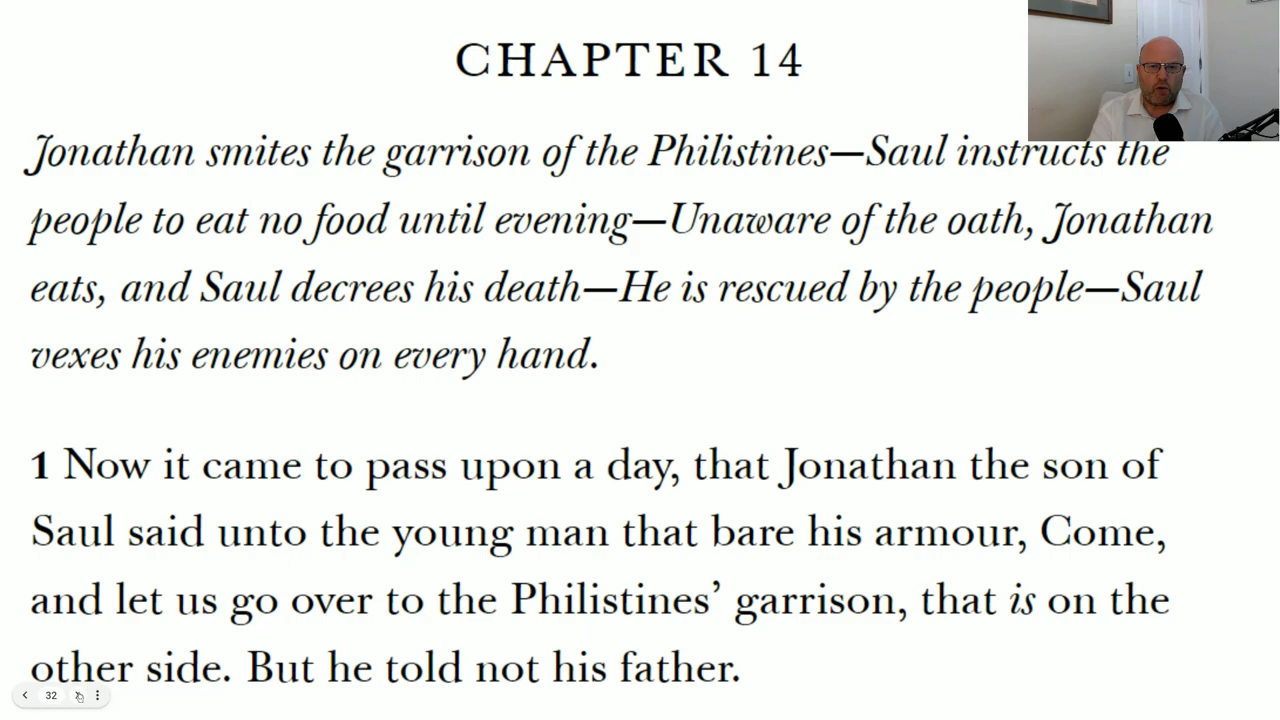 CHAPTER 14
Jonathan smites the garrison of the Philistines—Saul instructs the
people to eat no food until evening—Unaware of the oath, Jonathan
eats, and Saul decrees his death—He is rescued by the people—Saul
vexes his enemies on every hand.
1 Now it came to pass upon a day, that Jonathan the son of
Saul said unto the young man that bare his armour, Come,
and let us go over to the Philistines’ garrison, that is on the
other side. But he told not his father.
32